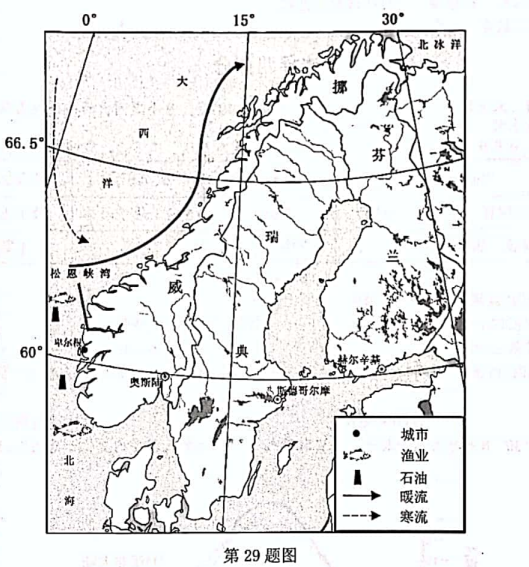 0° 15° 30°
北冰洋
大
西
洋
挪
威
瑞
典
芬
兰
66.5°
松恩峡湾
卑尔根
60°
奥斯陆
斯德哥尔摩
赫尔辛基
北
海
城市
渔业
石油
暖流
寒流
第29题图